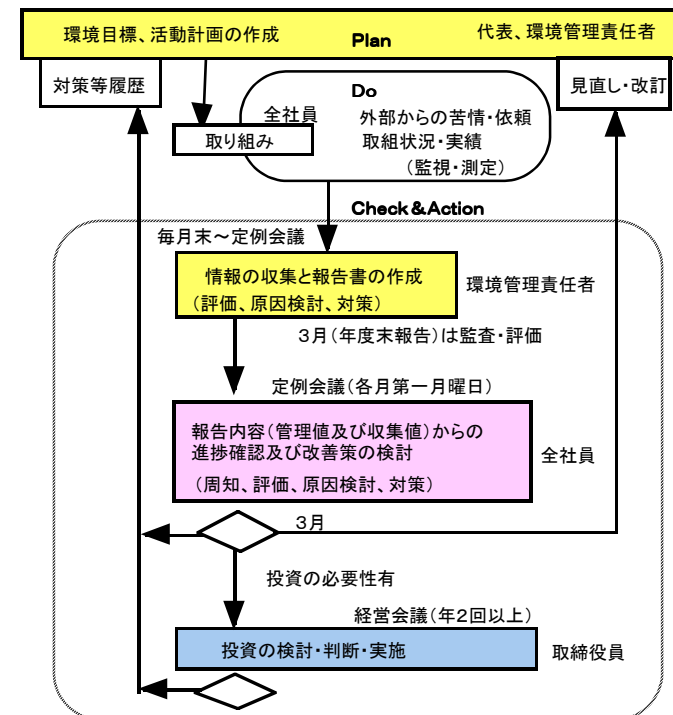 環境目標、活動計画の作成
Plan
代表、環境管理責任者
対策等履歴
見直し・改訂
Do
全社員
外部からの苦情・依頼
取り組み
取組状況・実績
（監視・測定）
Check＆Action
毎月末～定例会議
情報の収集と報告書の作成
（評価、原因検討、対策）
環境管理責任者
３月（年度末報告）は監査・評価
定例会議（各月第一月曜日）
報告内容（管理値及び収集値）からの
進捗確認及び改善策の検討
（周知、評価、原因検討、対策）
全社員
３月
投資の必要性有
経営会議（年２回以上）
投資の検討・判断・実施
取締役員